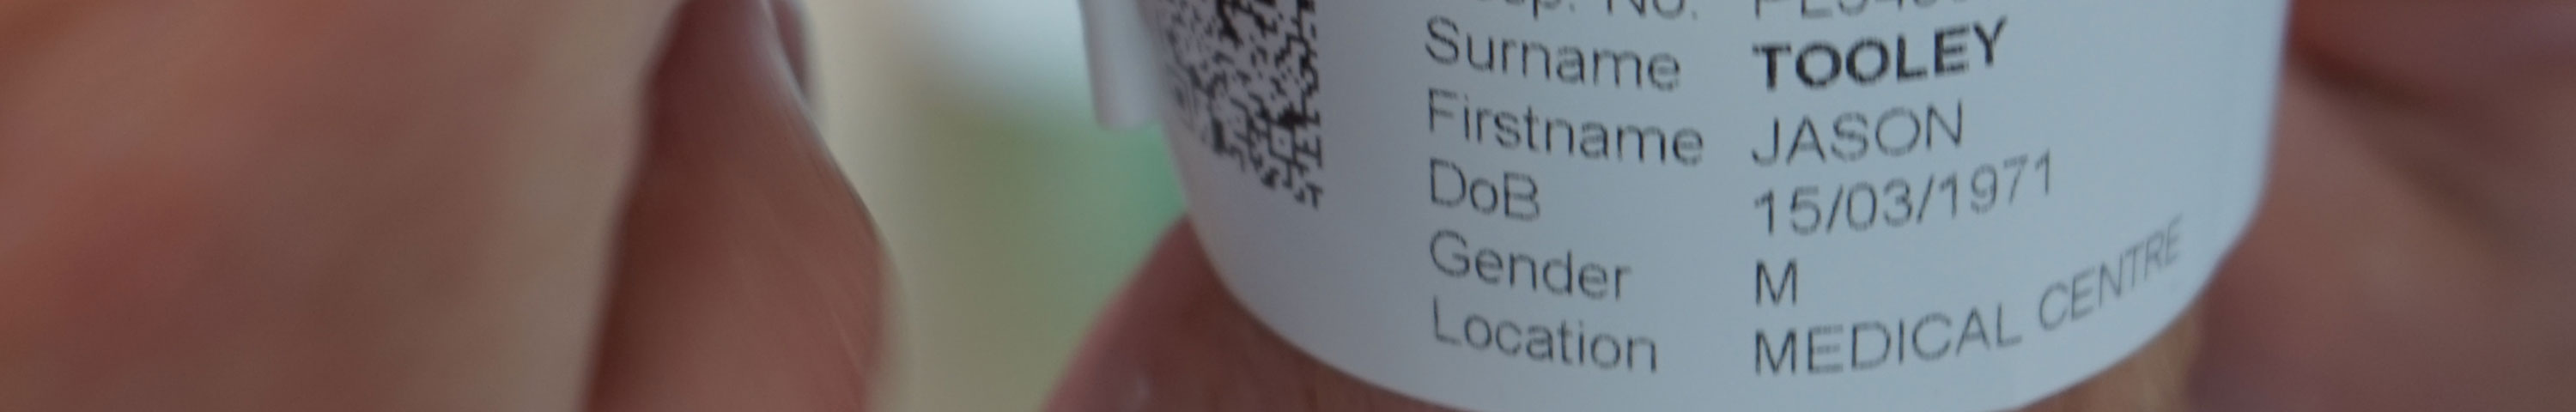 Surname TOOLEY
Firstname JASON
DoB 15/03/1971
Gender M
Location MEDICAL CENTRE